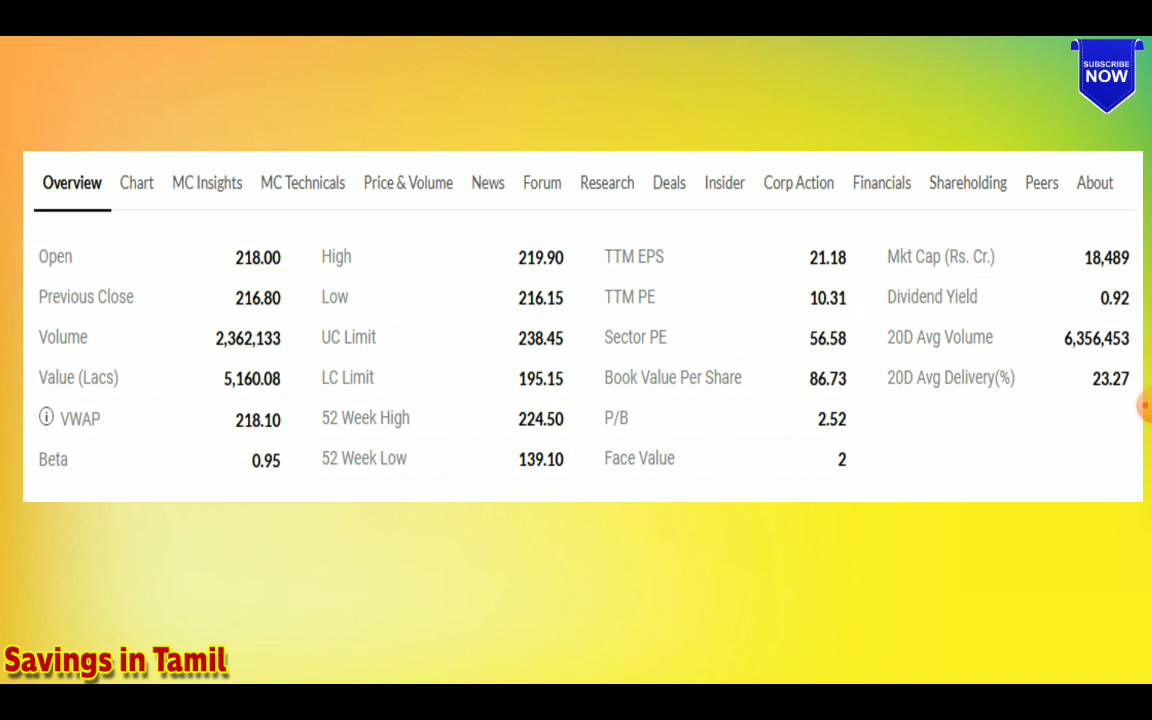 SUBSCRIBE
NOW
Overview Chart MC Insights MC Technicals Price & Volume News Forum Research Deals Insider Corp Action Financials Shareholding Peers About
Open 218.00 High 219.90 TTM EPS 21.18 Mkt Cap (Rs. Cr.) 18,489
Previous Close 216.80 Low 216.15 TTM PE 10.31 Dividend Yield 0.92
Volume 2,362,133 UC Limit 238.45 Sector PE 56.58 20D Avg Volume 6,356,453
Value (Lacs) 5,160.08 LC Limit 195.15 Book Value Per Share 86.73 20D Avg Delivery(%) 23.27
VWAP 218.10 52 Week High 224.50 P/B 2.52
Beta 0.95 52 Week Low 139.10 Face Value 2
Savings in Tamil